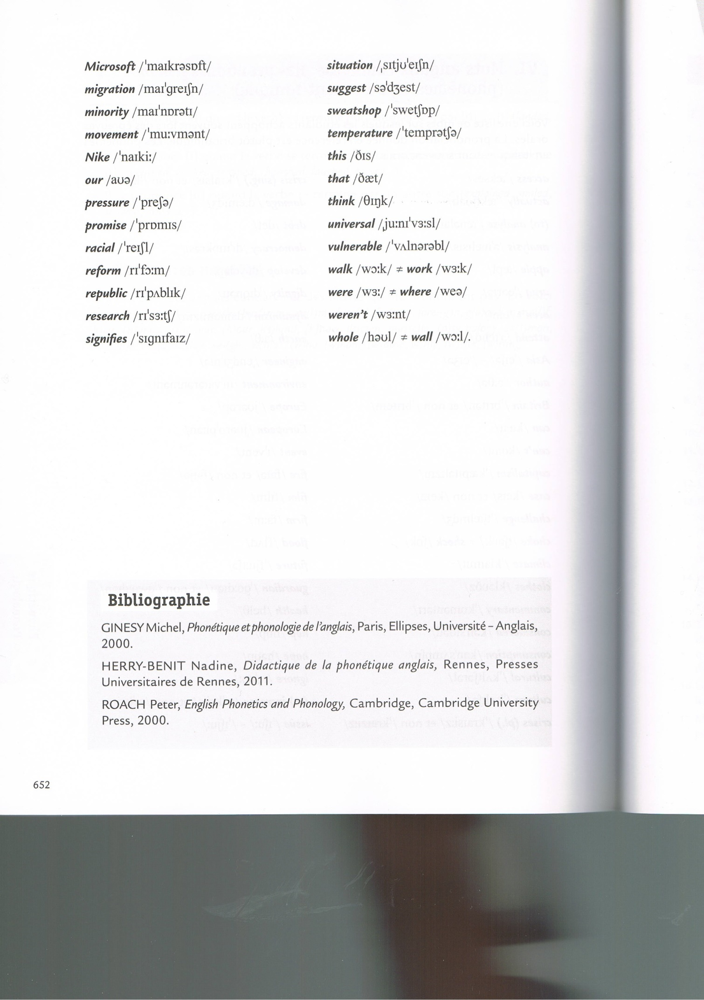 Microsoft /ˈmaɪkrəsɒft/
migration /maɪˈgreɪʃn/
minority /maɪˈnɒrətɪ/
movement /ˈmuːvmənt/
Nike /ˈnaɪkiː/
our /aʊə/
pressure /ˈpreʃə/
promise /ˈprɒmɪs/
racial /ˈreɪʃl/
reform /rɪˈfɔːm/
republic /rɪˈpʌblɪk/
research /rɪˈsɜːtʃ/
signifies /ˈsɪgnɪfaɪz/
situation /ˌsɪtjʊˈeɪʃn/
suggest /səˈdʒest/
sweatshop /ˈswetʃɒp/
temperature /ˈtemprətʃə/
this /ðɪs/
that /ðæt/
think /θɪŋk/
universal /juːnɪˈvɜːsl/
vulnerable /ˈvʌlnərəbl/
walk /wɔːk/ ≠ work /wɜːk/
were /wɜː/ ≠ where /weə/
weren’t /wɜːnt/
whole /həʊl/ ≠ wall /wɔːl/.
Bibliographie
GINESY Michel, Phonétique et phonologie de l’anglais, Paris, Ellipses, Université – Anglais,
2000.
HERRY-BENIT Nadine, Didactique de la phonétique anglais, Rennes, Presses
Universitaires de Rennes, 2011.
ROACH Peter, English Phonetics and Phonology, Cambridge, Cambridge University
Press, 2000.
652